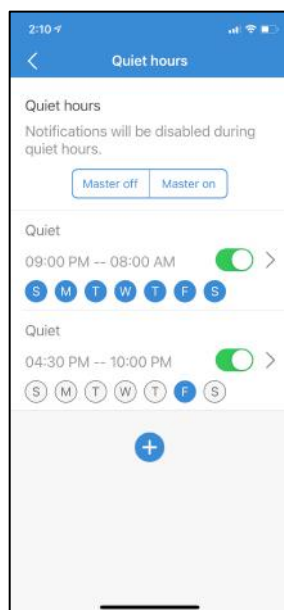 2:10
Quiet hours
Quiet hours
Notifications will be disabled during
quiet hours.
Master off Master on
Quiet
09:00 PM -- 08:00 AM
S M T W T F S
Quiet
04:30 PM -- 10:00 PM
S M T W T F S